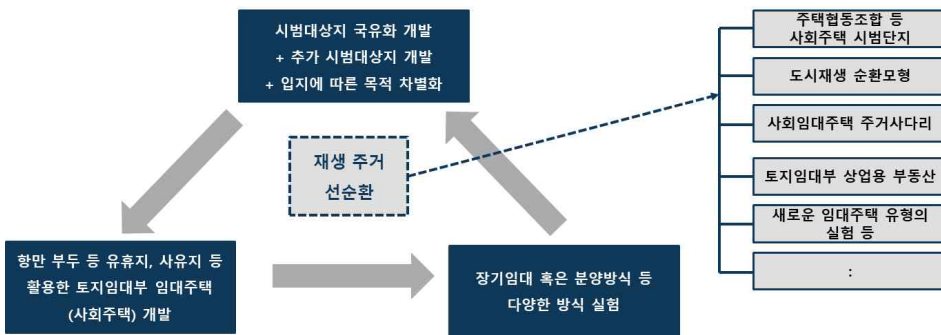 시범대상지 국유화 개발
+ 추가 시범대상지 개발
+ 입지에 따른 목적 차별화
재생 주거
선순환
항만 부두 등 유휴지, 사유지 등
활용한 토지임대부 임대주택
(사회주택) 개발
장기임대 혹은 분양방식 등
다양한 방식 실험
주택협동조합 등
사회주택 시범단지
도시재생 순환모형
사회임대주택 주거사다리
토지임대부 상업용 부동산
새로운 임대주택 유형의
실험 등
: